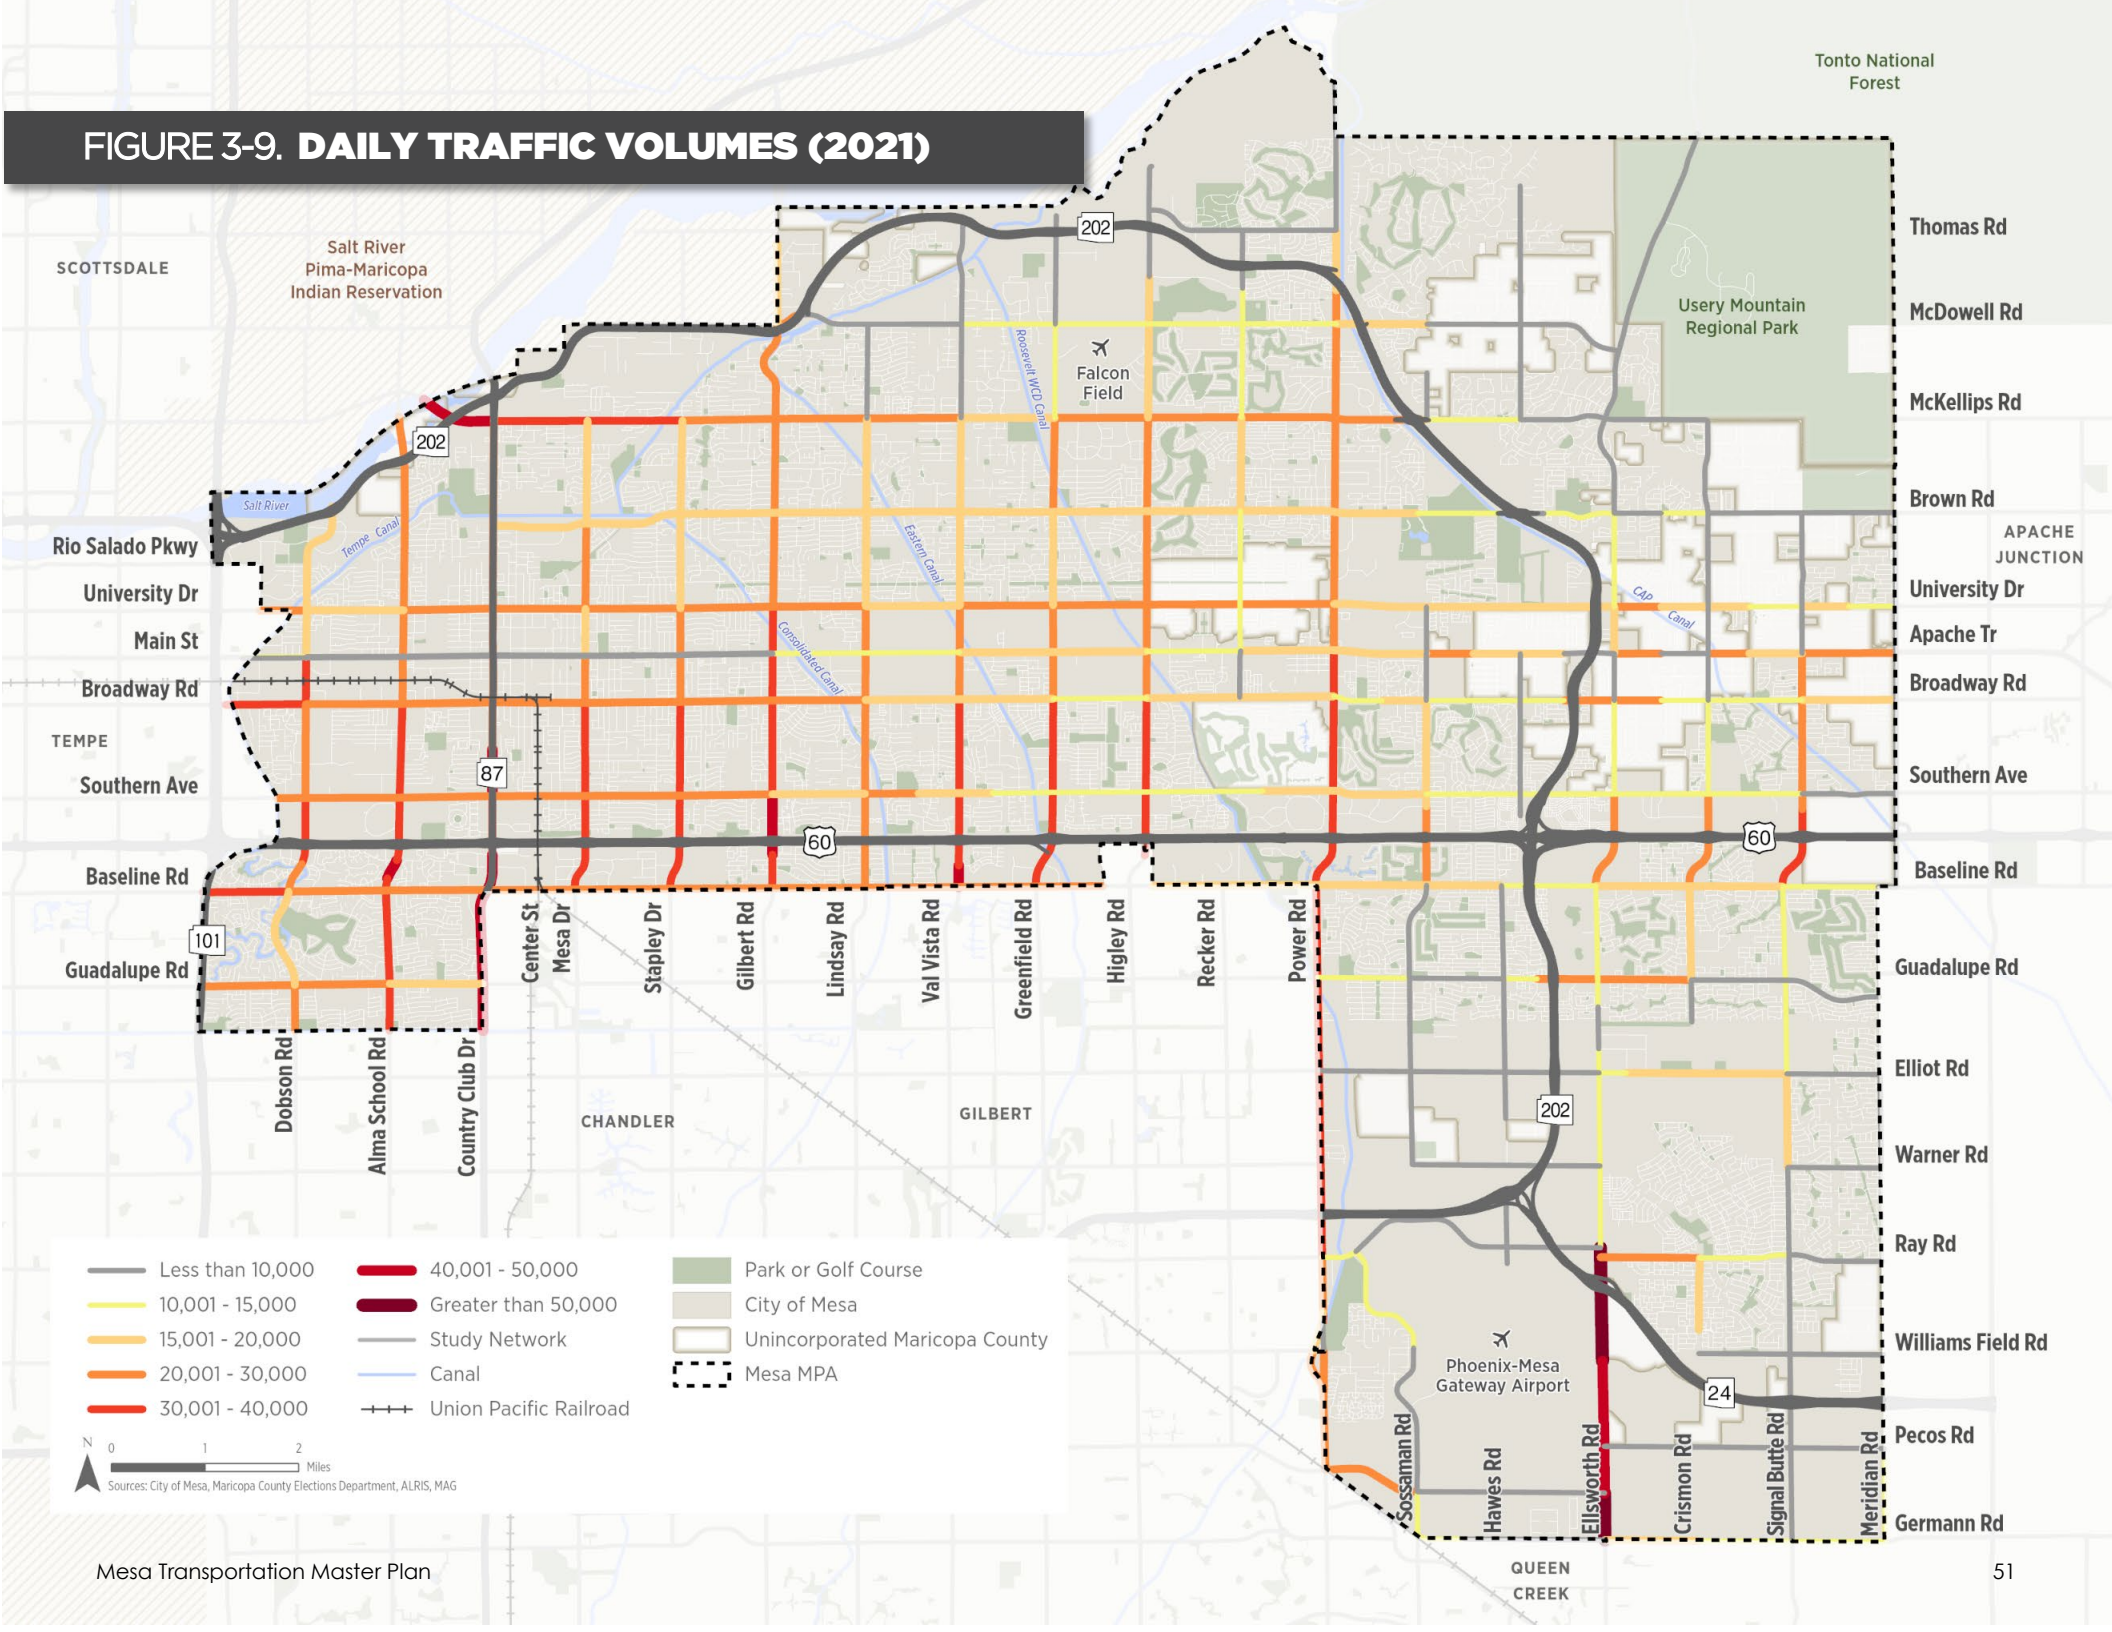 FIGURE 3-9. DAILY TRAFFIC VOLUMES (2021)
Tonto National
Forest
SCOTTSDALE
Salt River
Pima-Maricopa
Indian Reservation
202
Thomas Rd
Usery Mountain
Regional Park
McDowell Rd
Roosevelt WCD Canal
Falcon
Field
McKellips Rd
202
Salt River
Tempe Canal
Brown Rd
Eastern Canal
APACHE
JUNCTION
Rio Salado Pkwy
University Dr
University Dr
CAP
Canal
Main St
Consolidated Canal
Apache Tr
Broadway Rd
Broadway Rd
TEMPE
87
Southern Ave
Southern Ave
60
60
Baseline Rd
Baseline Rd
101
Guadalupe Rd
Guadalupe Rd
Center St
Mesa Dr
Stapley Dr
Gilbert Rd
Lindsay Rd
Val Vista Rd
Greenfield Rd
Higley Rd
Recker Rd
Power Rd
Dobson Rd
Alma School Rd
Country Club Dr
Elliot Rd
CHANDLER
GILBERT
202
Warner Rd
Ray Rd
Williams Field Rd
Phoenix-Mesa
Gateway Airport
24
Pecos Rd
Sossaman Rd
Hawes Rd
Ellsworth Rd
Crismon Rd
Signal Butte Rd
Meridian Rd
Germann Rd
QUEEN
CREEK
Less than 10,000
10,001 - 15,000
15,001 - 20,000
20,001 - 30,000
30,001 - 40,000
40,001 - 50,000
Greater than 50,000
Study Network
Canal
Union Pacific Railroad
Park or Golf Course
City of Mesa
Unincorporated Maricopa County
Mesa MPA
N
0 1 2
Miles
Sources: City of Mesa, Maricopa County Elections Department, ALRIS, MAG
Mesa Transportation Master Plan
51